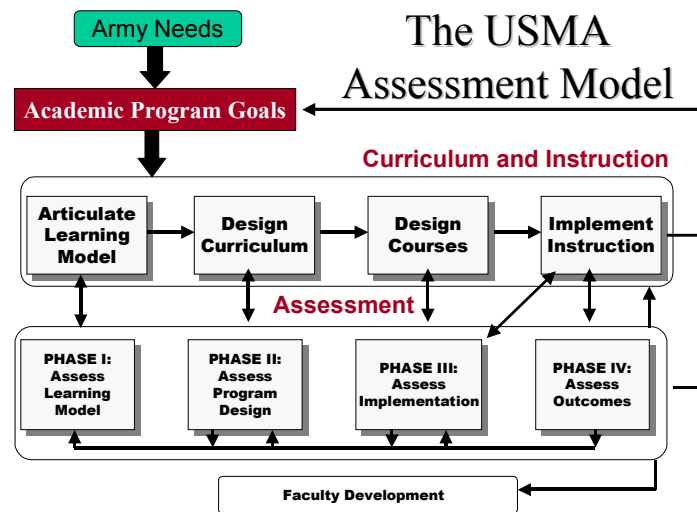 Army Needs
The USMA
Assessment Model
Academic Program Goals
Curriculum and Instruction
Articulate
Learning
Model
Design
Curriculum
Design
Courses
Implement
Instruction
Assessment
PHASE I:
Assess
Learning
Model
PHASE II:
Assess
Program
Design
PHASE III:
Assess
Implementation
PHASE IV:
Assess
Outcomes
Faculty Development